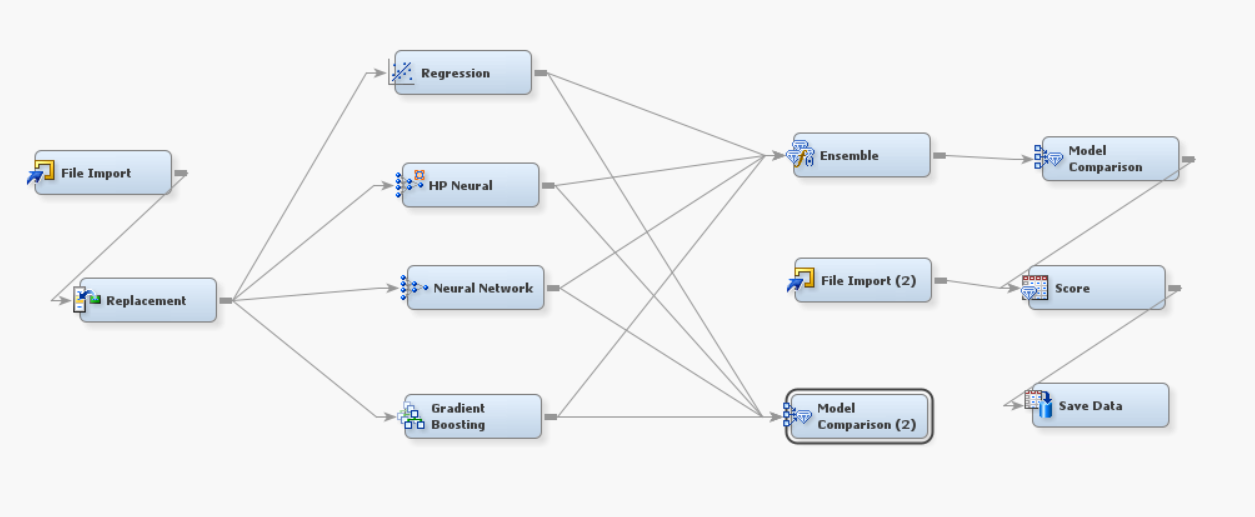 File Import
Replacement
Regression
HP Neural
Neural Network
Gradient
Boosting
Ensemble
File Import (2)
Model
Comparison (2)
Model
Comparison
Score
Save Data